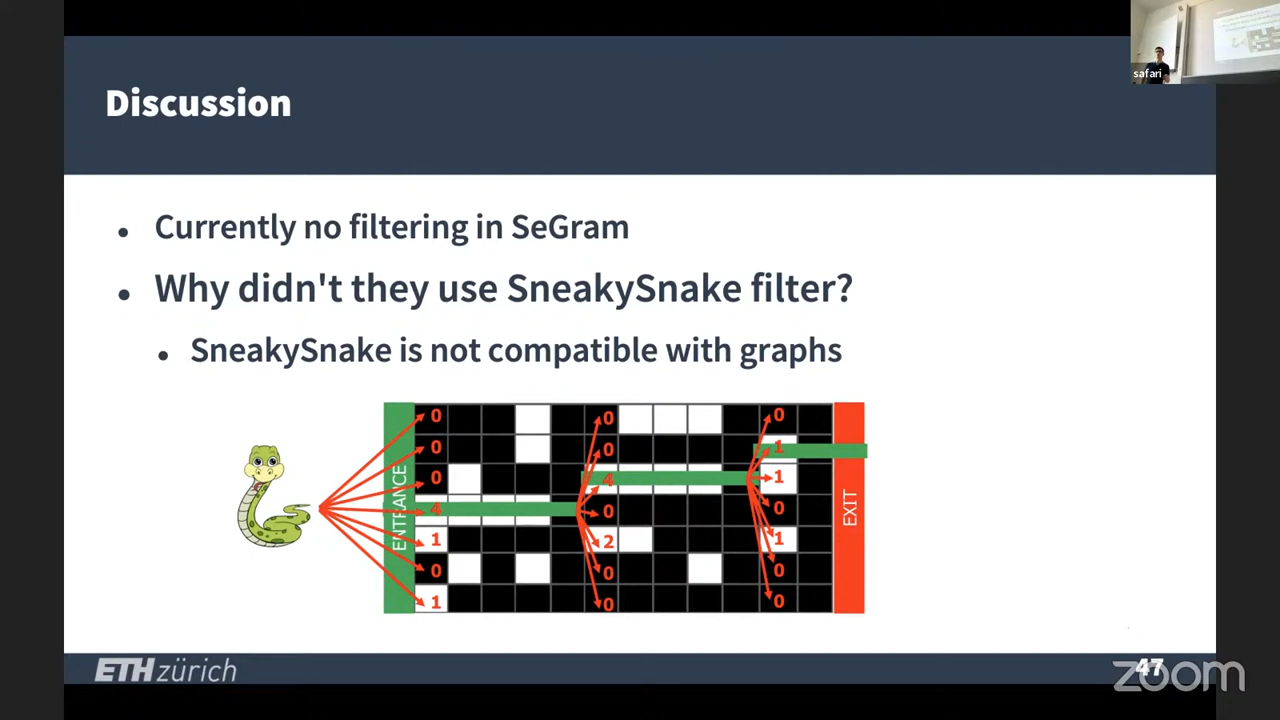 safari
Discussion
Currently no filtering in SeGram
Why didn't they use SneakySnake filter?
SneakySnake is not compatible with graphs
ENTRANCE
0 0 0
0 0 1
0 4 1
4 0 0
1 2 1
0 0 0
1 0 0
EXIT
ETH zürich
47
zoom